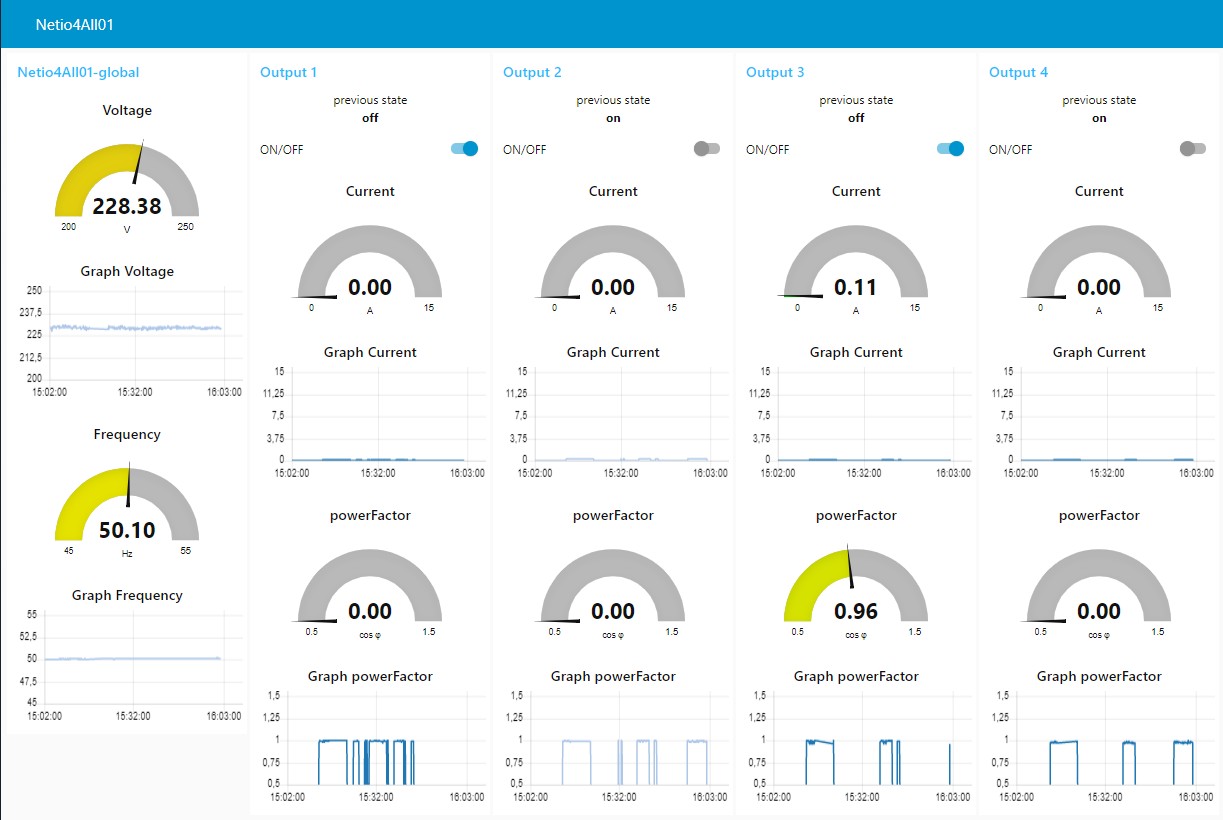 Netio4All01
Netio4All01-global
Voltage
228.38
200
V
250
Graph Voltage
250
237,5
225
212,5
200
15:02:00
15:32:00
16:03:00
Frequency
50.10
45
Hz
55
Graph Frequency
55
52,5
50
47,5
45
15:02:00
15:32:00
16:03:00
Output 1
previous state
off
ON/OFF
Current
0.00
0
A
15
Graph Current
15
11,25
7,5
3,75
0
15:02:00
15:32:00
16:03:00
powerFactor
0.00
0.5
cos φ
1.5
Graph powerFactor
1,5
1,25
1
0,75
0,5
15:02:00
15:32:00
16:03:00
Output 2
previous state
on
ON/OFF
Current
0.00
0
A
15
Graph Current
15
11,25
7,5
3,75
0
15:02:00
15:32:00
16:03:00
powerFactor
0.00
0.5
cos φ
1.5
Graph powerFactor
1,5
1,25
1
0,75
0,5
15:02:00
15:32:00
16:03:00
Output 3
previous state
off
ON/OFF
Current
0.11
0
A
15
Graph Current
15
11,25
7,5
3,75
0
15:02:00
15:32:00
16:03:00
powerFactor
0.96
0.5
cos φ
1.5
Graph powerFactor
1,5
1,25
1
0,75
0,5
15:02:00
15:32:00
16:03:00
Output 4
previous state
on
ON/OFF
Current
0.00
0
A
15
Graph Current
15
11,25
7,5
3,75
0
15:02:00
15:32:00
16:03:00
powerFactor
0.00
0.5
cos φ
1.5
Graph powerFactor
1,5
1,25
1
0,75
0,5
15:02:00
15:32:00
16:03:00